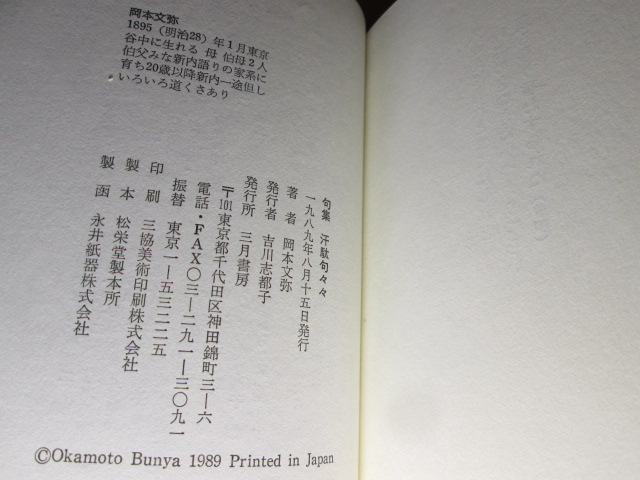 岡本文弥
1895（明治28）年1月東京
谷中に生れる 母 伯母2人
伯父みな新内語りの家系に
育ち20歳以降新内一途但し
いろいろ道くさあり
句集 汗駄句々々
一九八九年八月十五日発行
著者 岡本文弥
発行者 吉川志都子
発行所 三月書房
〒101東京都千代田区神田錦町三―六
電話・FAX〇三―二九一―三〇九一
振替 東京一―五三二二五
印刷 三協美術印刷株式会社
製本 松栄堂製本所
製函 永井紙器株式会社
©Okamoto Bunya 1989 Printed in Japan